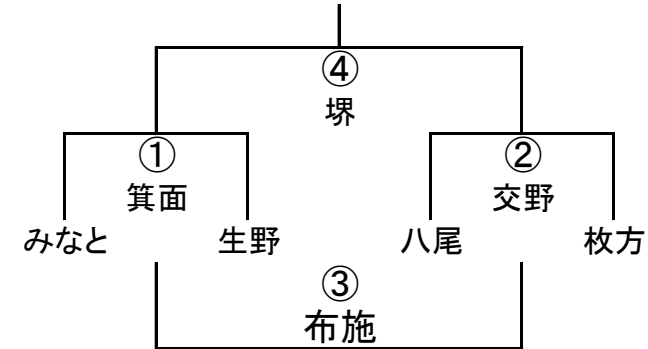 ④
堺
① ②
箕面 交野
みなと 生野 八尾 枚方
③
布施